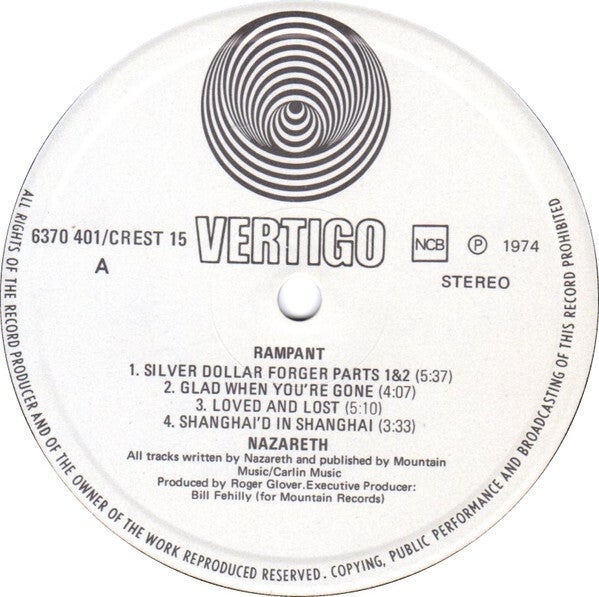 VERTIGO
6370 401/CREST 15
A
NCB
Ⓟ 1974
STEREO
RAMPANT
1. SILVER DOLLAR FORGER PARTS 1&2 (5:37)
2. GLAD WHEN YOU'RE GONE (4:07)
3. LOVED AND LOST (5:10)
4. SHANGHAI'D IN SHANGHAI (3:33)
NAZARETH
All tracks written by Nazareth and published by Mountain
Music/Carlin Music
Produced by Roger Glover.Executive Producer:
Bill Fehilly (for Mountain Records)
ALL RIGHTS OF THE RECORD PRODUCER AND OF THE OWNER OF THE WORK REPRODUCED RESERVED. COPYING, PUBLIC PERFORMANCE AND BROADCASTING OF THIS RECORD PROHIBITED